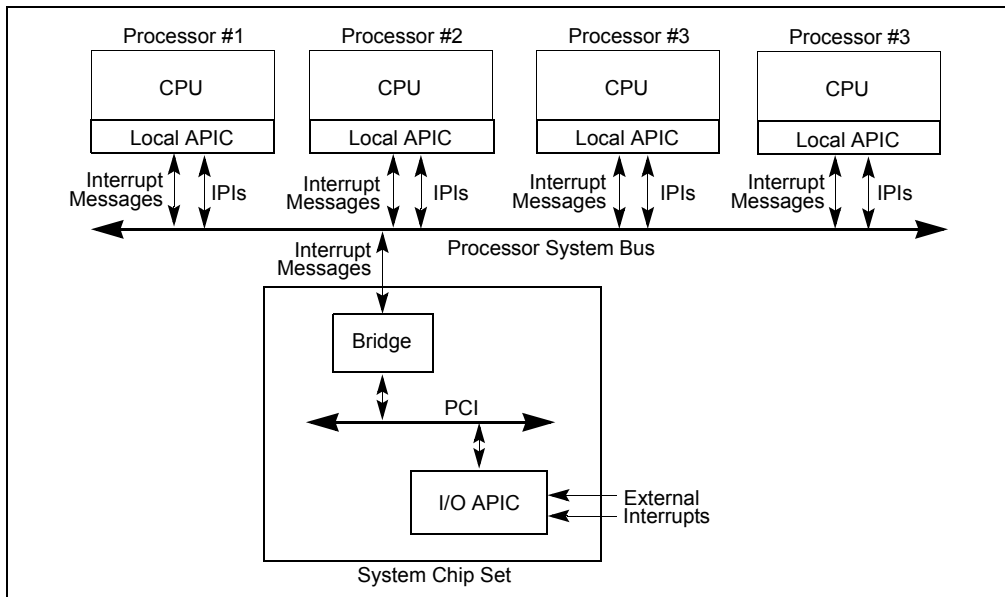 Processor #1
Processor #2
Processor #3
Processor #3
CPU
CPU
CPU
CPU
Local APIC
Local APIC
Local APIC
Local APIC
Interrupt
Messages
IPIs
Interrupt
Messages
IPIs
Interrupt
Messages
IPIs
Interrupt
Messages
IPIs
Processor System Bus
Interrupt
Messages
Bridge
PCI
I/O APIC
External
Interrupts
System Chip Set